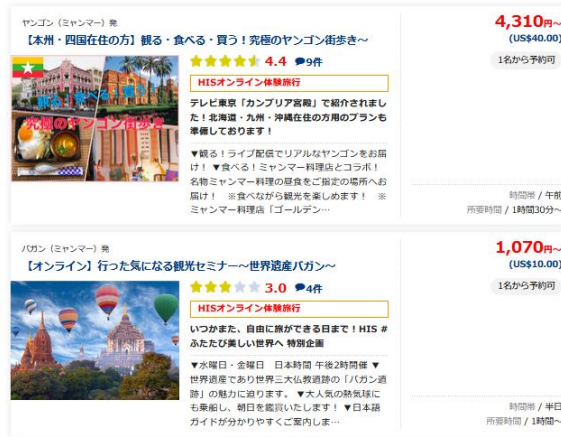 ヤンゴン（ミャンマー）発
【本州・四国在住の方】観る・食べる・買う！究極のヤンゴン街歩き～
観る！食べる！買う！
究極のヤンゴン街歩き
4.4 9件
HISオンライン体験旅行
テレビ東京「カンブリア宮殿」で紹介されまし
た！北海道・九州・沖縄在住の方用のプランも
準備しております！
▼観る！ライブ配信でリアルなヤンゴンをお届
け！ ▼食べる！ミャンマー料理店とコラボ！
名物ミャンマー料理の昼食をご指定の場所へお
届け！ ※食べながら観光を楽しめます！ ※
ミャンマー料理店「ゴールデン…
4,310円～
(US$40.00)
1名から予約可
時間帯 / 午前
所要時間 / 1時間30分～
バガン（ミャンマー）発
【オンライン】行った気になる観光セミナー～世界遺産バガン～
3.0 4件
HISオンライン体験旅行
いつかまた、自由に旅ができる日まで！HIS #
ふたたび美しい世界へ 特別企画
▼水曜日・金曜日 日本時間 午後2時開催 ▼
世界遺産であり世界三大仏教遺跡の「バガン遺
跡」の魅力に迫ります。 ▼大人気の熱気球に
も乗船し、朝日を鑑賞いたします！ ▼日本語
ガイドが分かりやすくご案内しま…
1,070円～
(US$10.00)
1名から予約可
時間帯 / 半日
所要時間 / 1時間～